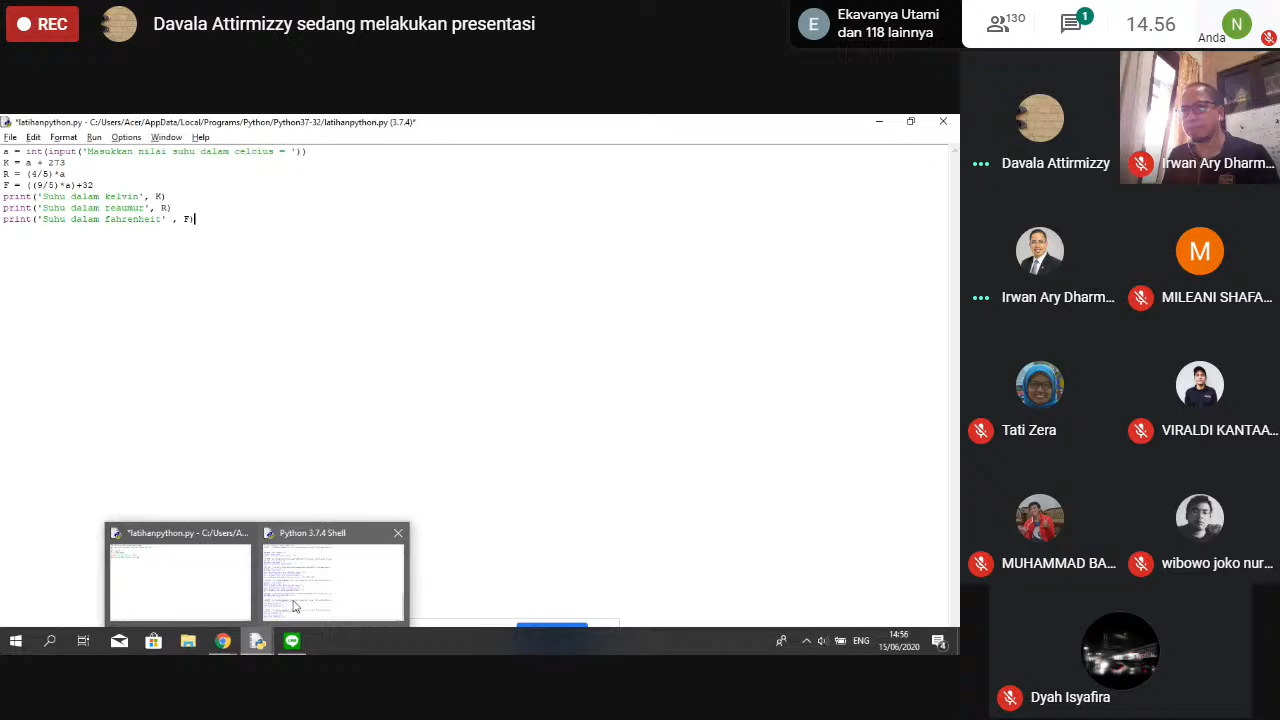 REC
Davala Attirmizzy sedang melakukan presentasi
E
Ekavanya Utami
dan 118 lainnya
130
1
14.56
Anda
N
*latihanpython.py - C:/Users/Acer/AppData/Local/Programs/Python/Python37-32/latihanpython.py (3.7.4)*
File Edit Format Run Options Window Help
a = int(input('Masukkan nilai suhu dalam celcius = '))
K = a + 273
R = (4/5)*a
F = ((9/5)*a)+32
print('Suhu dalam kelvin', K)
print('Suhu dalam reaumur', R)
print('Suhu dalam fahrenheit' , F)
Davala Attirmizzy
Irwan Ary Dharm...
Irwan Ary Dharm...
M
MILEANI SHAFA...
Tati Zera
VIRALDI KANTAA...
MUHAMMAD BA...
wibowo joko nur...
Dyah Isyafira
*latihanpython.py - C:/Users/A...
Python 3.7.4 Shell
ENG
14:56
15/06/2020
4